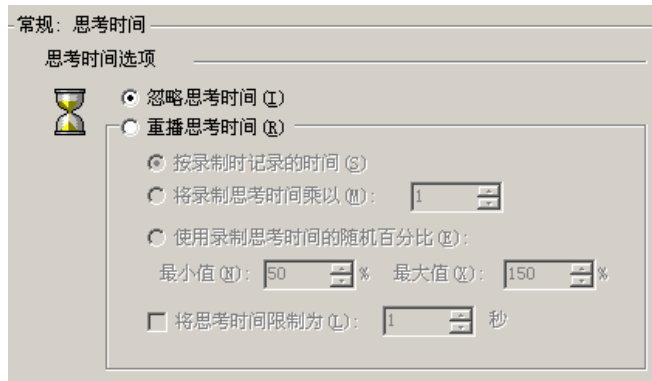 常规: 思考时间
思考时间选项
忽略思考时间(I)
重播思考时间(R)
按录制时记录的时间(S)
将录制思考时间乘以(M): 1
使用录制思考时间的随机百分比(E):
最小值(N): 50 % 最大值(X): 150 %
将思考时间限制为(L): 1 秒